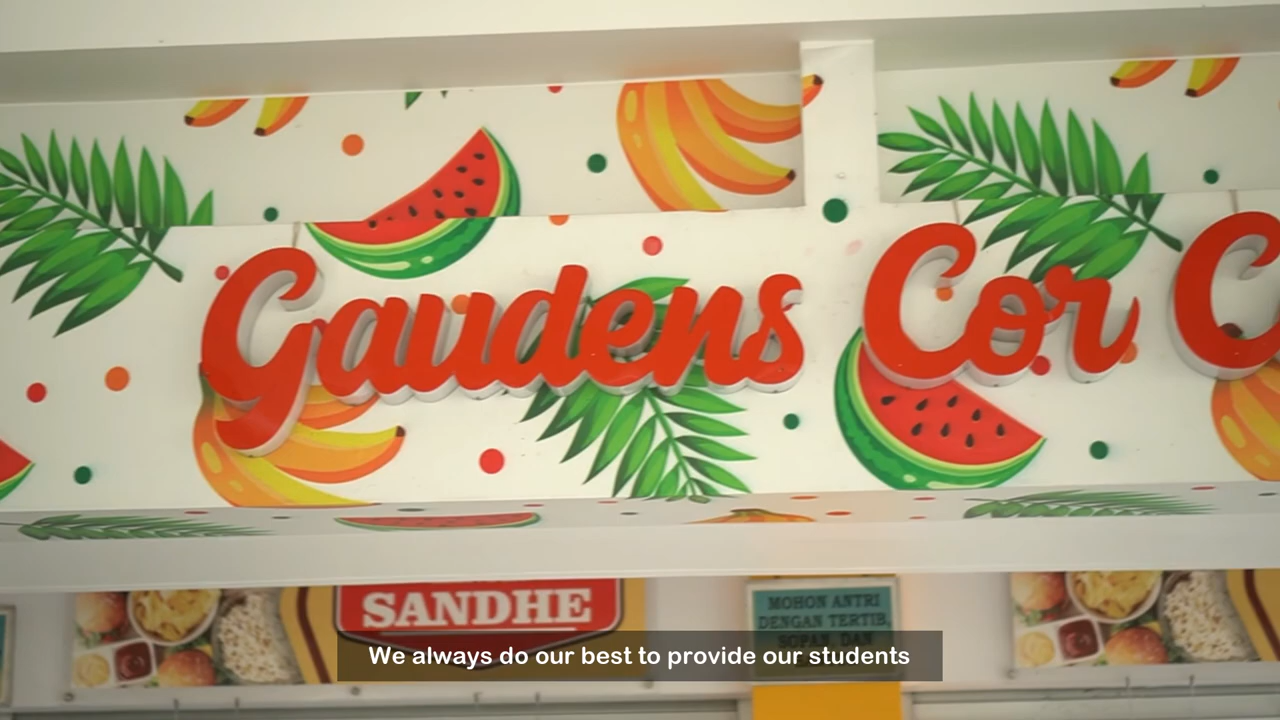 Gaudens Cor C
SANDHE
MOHON ANTRI
DENGAN TERTIB,
SOPAN, DAN
We always do our best to provide our students